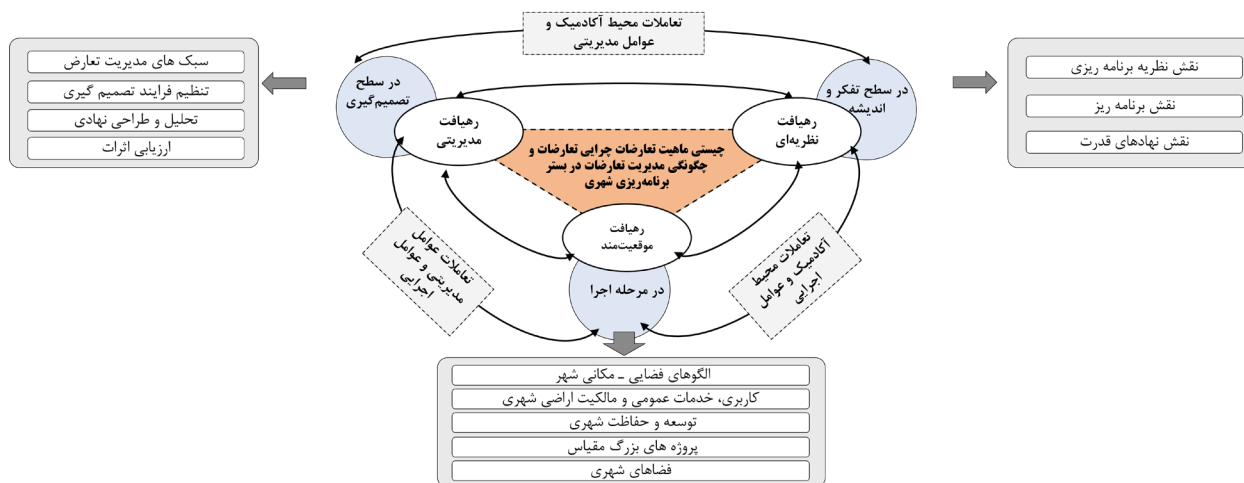 تعاملات محیط آکادمیک و
عوامل مدیریتی
نقش نظریه برنامه ریزی
نقش برنامه ریز
نقش نهادهای قدرت
در سطح تفکر و
اندیشه
رهیافت
نظریه‌ای
در سطح
تصمیم‌گیری
رهیافت
مدیریتی
سبک های مدیریت تعارض
تنظیم فرایند تصمیم گیری
تحلیل و طراحی نهادی
ارزیابی اثرات
چیستی ماهیت تعارضات چرایی تعارضات و
چگونگی مدیریت تعارضات در بستر
برنامه‌ریزی شهری
رهیافت
موقعیت‌مند
در مرحله اجرا
تعاملات محیط
آکادمیک و عوامل
اجرایی
تعاملات عوامل
مدیریتی و عوامل
اجرایی
الگوهای فضایی ـ مکانی شهر
کاربری، خدمات عمومی و مالکیت اراضی شهری
توسعه و حفاظت شهری
پروژه های بزرگ مقیاس
فضاهای شهری